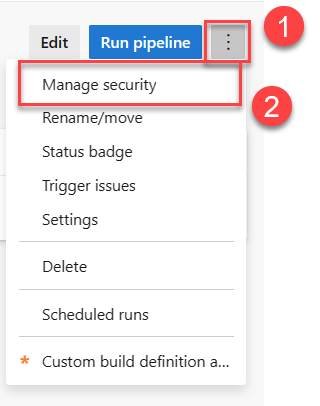 Edit Run pipeline 1
Manage security
2
Rename/move
Status badge
Trigger issues
Settings
Delete
Scheduled runs
* Custom build definition a...